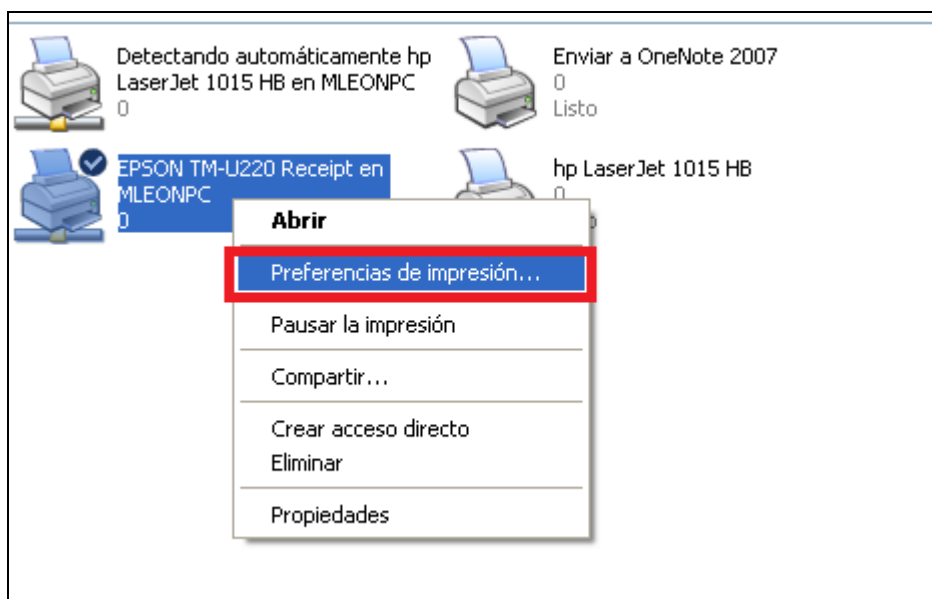 Detectando automáticamente hp
LaserJet 1015 HB en MLEONPC
0
Enviar a OneNote 2007
0
Listo
EPSON TM-U220 Receipt en
MLEONPC
0
hp LaserJet 1015 HB
0
Abrir
Preferencias de impresión...
Pausar la impresión
Compartir...
Crear acceso directo
Eliminar
Propiedades